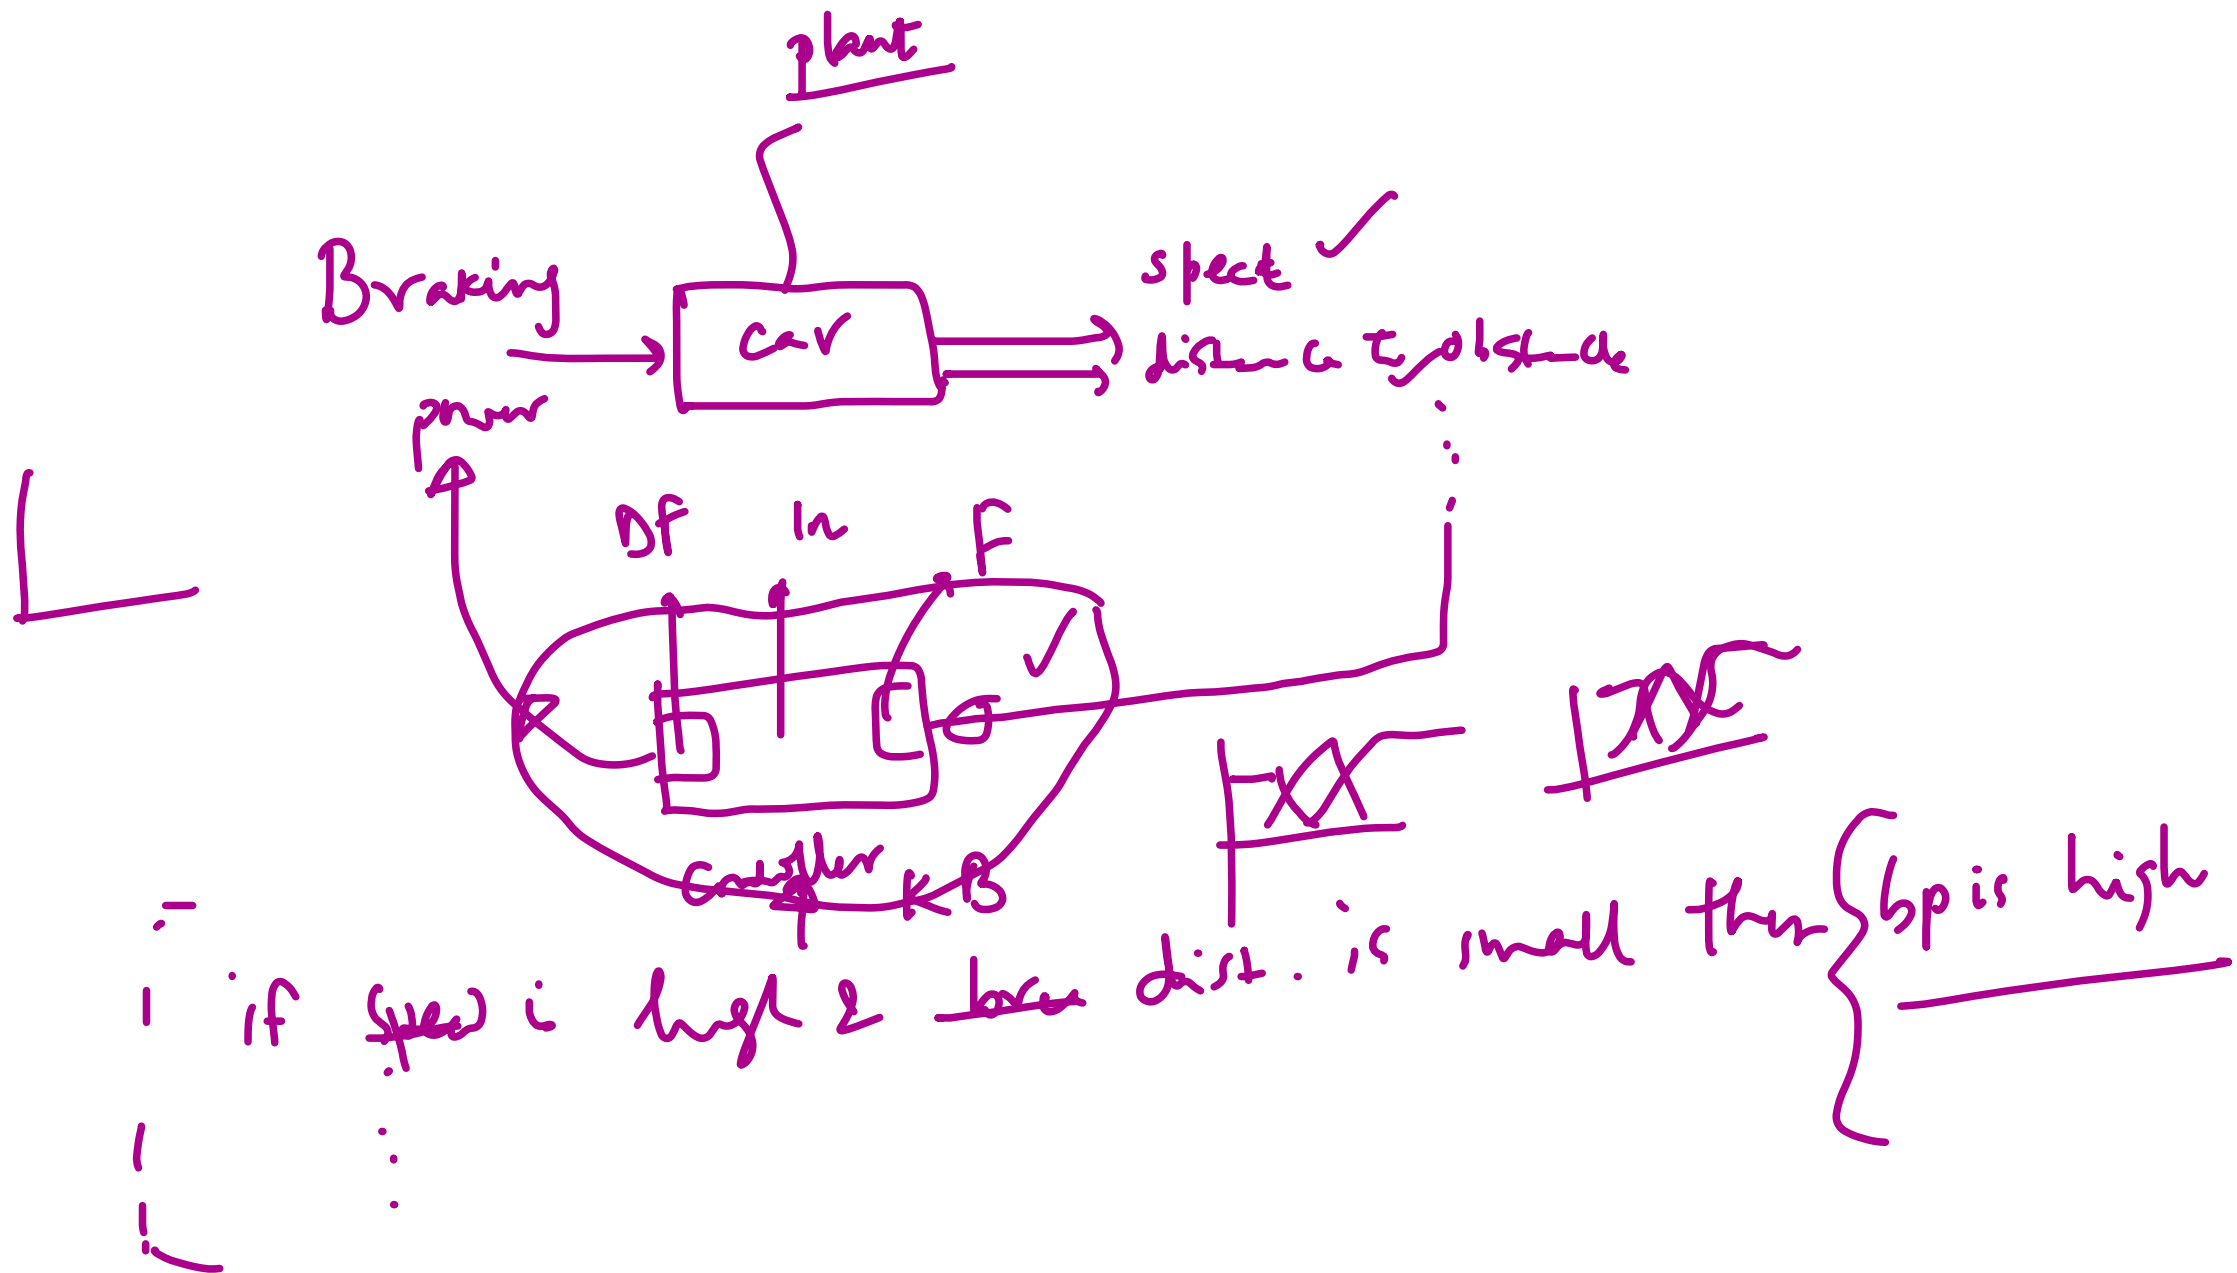 plant
Braking
car
speed
distance to obstacle
power
DF In F
Controller
KB
if speed is high & dist. is small then bp is high